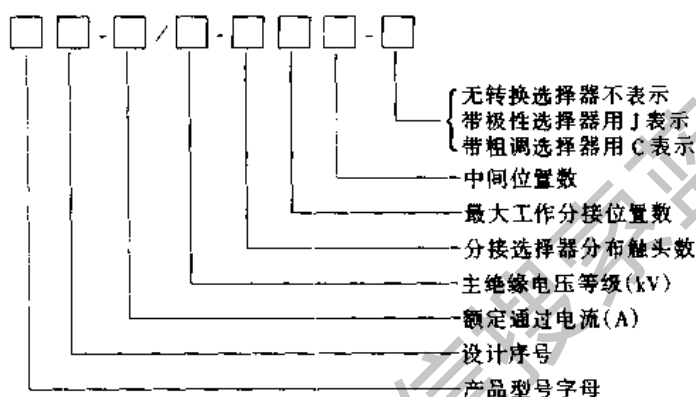 □□-□/□-□□□-□
无转换选择器不表示
带极性选择器用J表示
带粗调选择器用C表示
中间位置数
最大工作分接位置数
分接选择器分布触头数
主绝缘电压等级(kV)
额定通过电流(A)
设计序号
产品型号字母